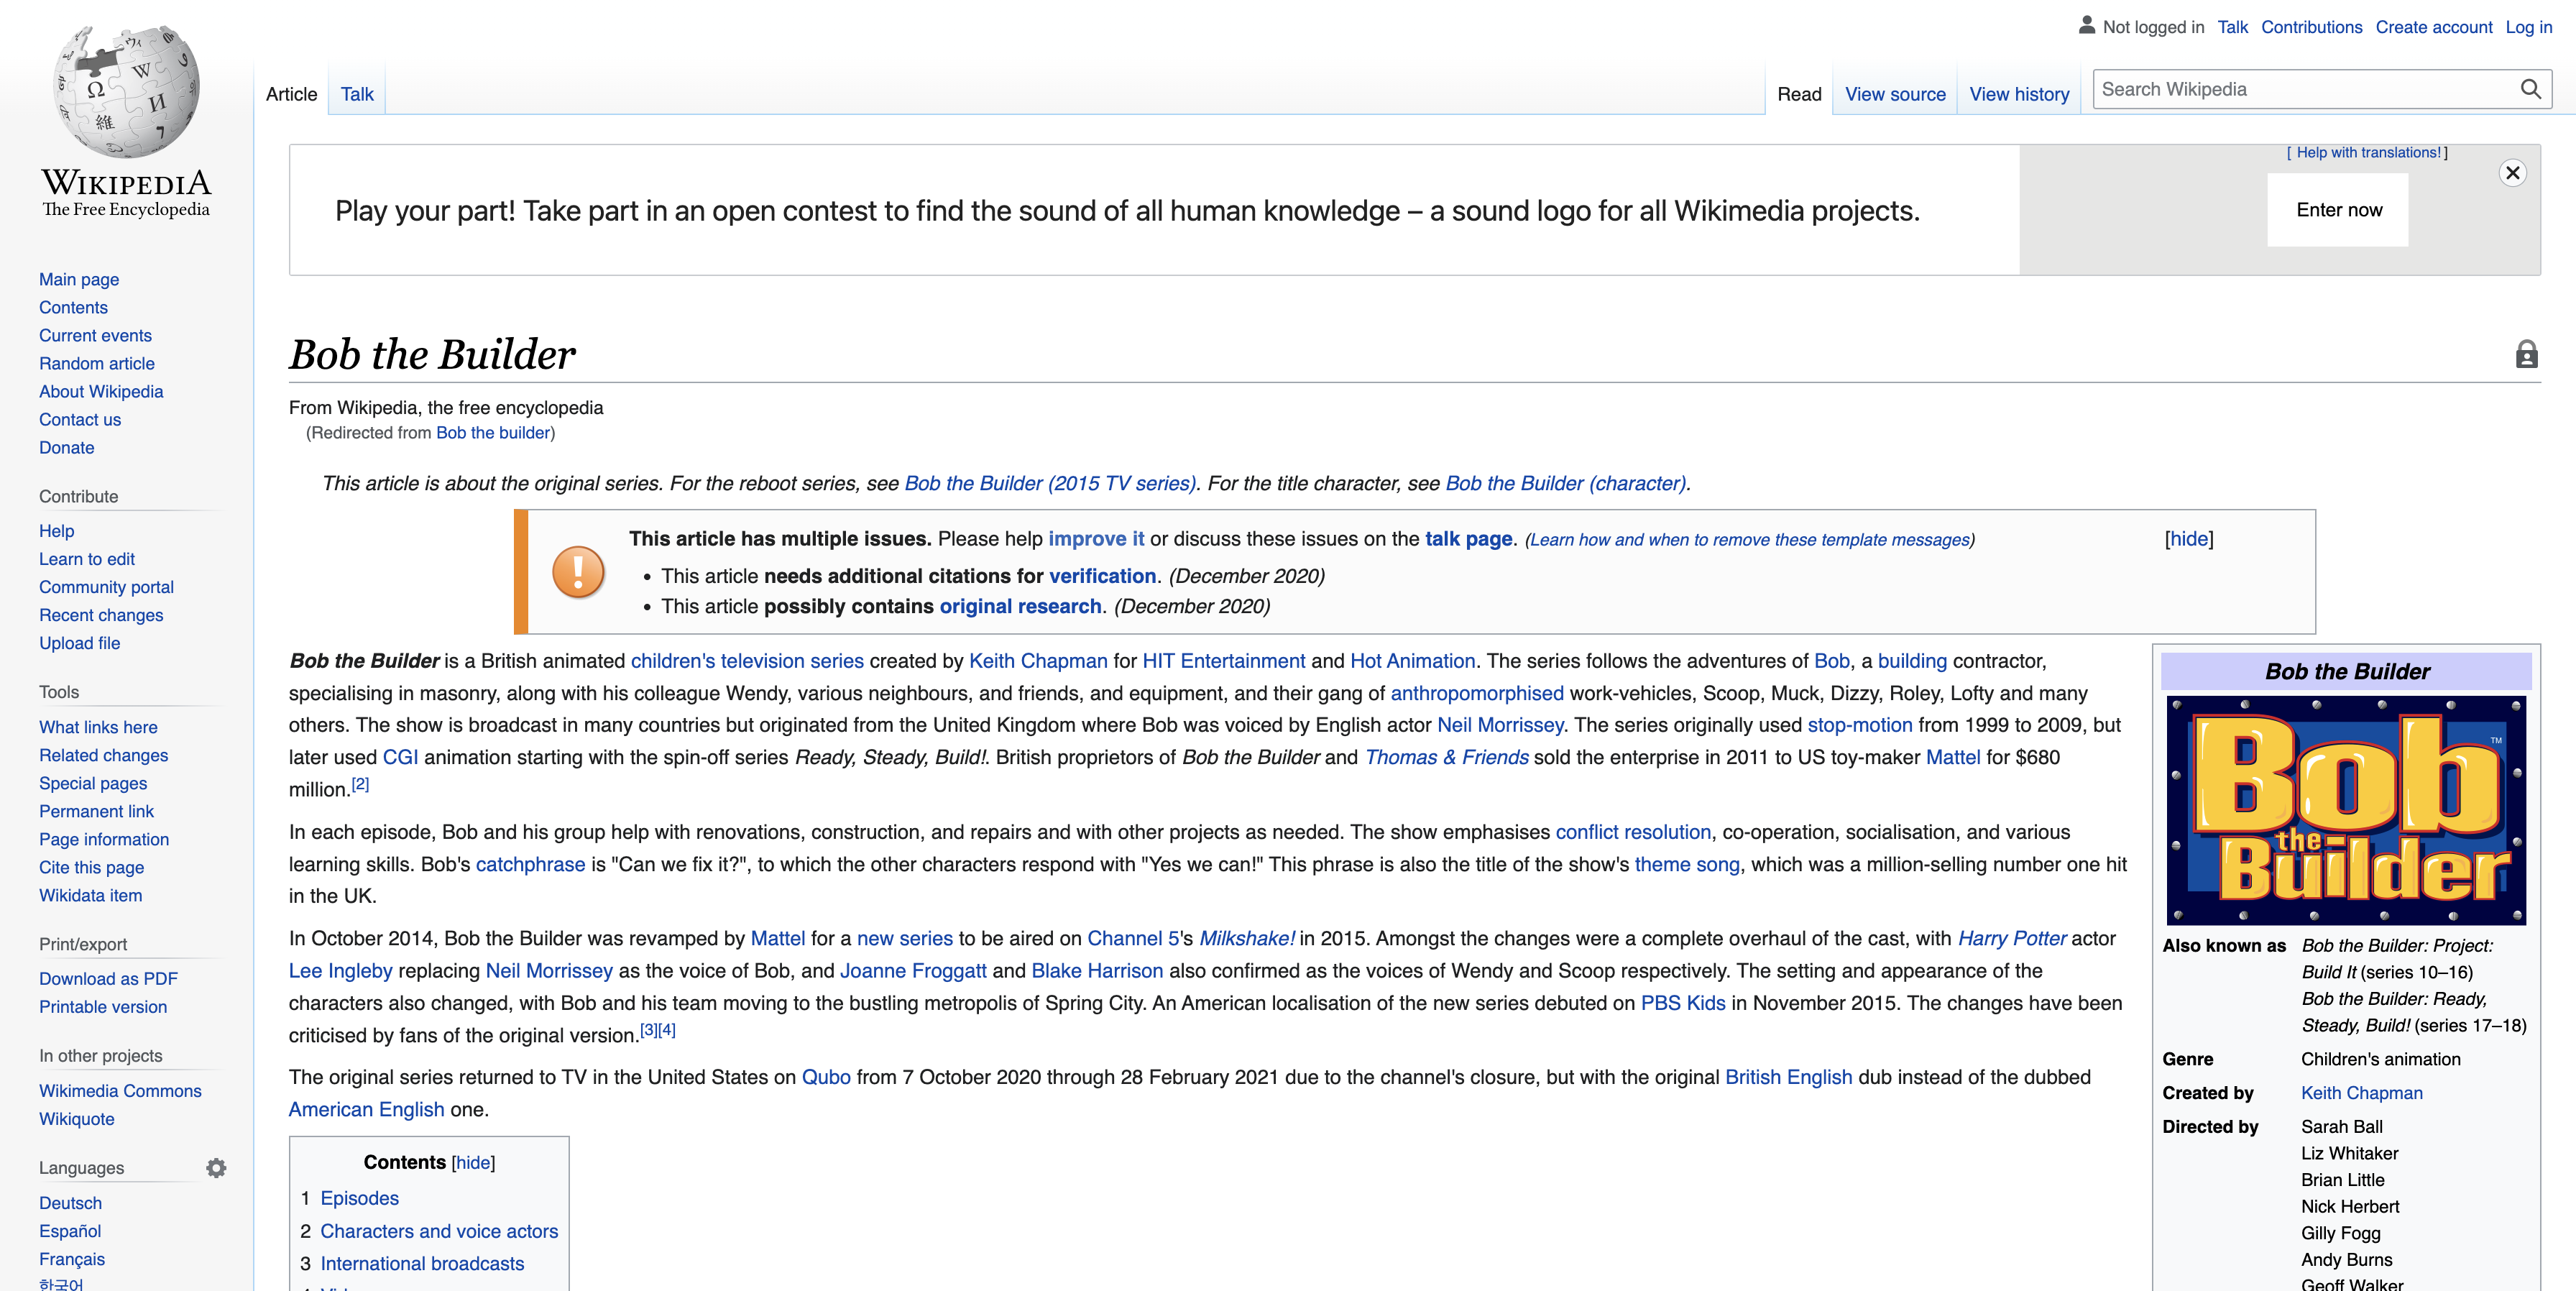 Not logged in Talk Contributions Create account Log in
Article Talk Read View source View history Search Wikipedia
WIKIPEDIA
The Free Encyclopedia
Main page
Contents
Current events
Random article
About Wikipedia
Contact us
Donate
Contribute
Help
Learn to edit
Community portal
Recent changes
Upload file
Tools
What links here
Related changes
Special pages
Permanent link
Page information
Cite this page
Wikidata item
Print/export
Download as PDF
Printable version
In other projects
Wikimedia Commons
Wikiquote
Languages
Deutsch
Español
Français
한국어
[ Help with translations! ]
Play your part! Take part in an open contest to find the sound of all human knowledge – a sound logo for all Wikimedia projects.
Enter now
Bob the Builder
From Wikipedia, the free encyclopedia
(Redirected from Bob the builder)
This article is about the original series. For the reboot series, see Bob the Builder (2015 TV series). For the title character, see Bob the Builder (character).
This article has multiple issues. Please help improve it or discuss these issues on the talk page. (Learn how and when to remove these template messages) [hide]
• This article needs additional citations for verification. (December 2020)
• This article possibly contains original research. (December 2020)
Bob the Builder is a British animated children's television series created by Keith Chapman for HIT Entertainment and Hot Animation. The series follows the adventures of Bob, a building contractor,
specialising in masonry, along with his colleague Wendy, various neighbours, and friends, and equipment, and their gang of anthropomorphised work-vehicles, Scoop, Muck, Dizzy, Roley, Lofty and many
others. The show is broadcast in many countries but originated from the United Kingdom where Bob was voiced by English actor Neil Morrissey. The series originally used stop-motion from 1999 to 2009, but
later used CGI animation starting with the spin-off series Ready, Steady, Build!. British proprietors of Bob the Builder and Thomas & Friends sold the enterprise in 2011 to US toy-maker Mattel for $680
million.[2]
In each episode, Bob and his group help with renovations, construction, and repairs and with other projects as needed. The show emphasises conflict resolution, co-operation, socialisation, and various
learning skills. Bob's catchphrase is "Can we fix it?", to which the other characters respond with "Yes we can!" This phrase is also the title of the show's theme song, which was a million-selling number one hit
in the UK.
In October 2014, Bob the Builder was revamped by Mattel for a new series to be aired on Channel 5's Milkshake! in 2015. Amongst the changes were a complete overhaul of the cast, with Harry Potter actor
Lee Ingleby replacing Neil Morrissey as the voice of Bob, and Joanne Froggatt and Blake Harrison also confirmed as the voices of Wendy and Scoop respectively. The setting and appearance of the
characters also changed, with Bob and his team moving to the bustling metropolis of Spring City. An American localisation of the new series debuted on PBS Kids in November 2015. The changes have been
criticised by fans of the original version.[3][4]
The original series returned to TV in the United States on Qubo from 7 October 2020 through 28 February 2021 due to the channel's closure, but with the original British English dub instead of the dubbed
American English one.
Contents [hide]
1 Episodes
2 Characters and voice actors
3 International broadcasts
Bob the Builder
Bob
the
Builder
TM
Also known as Bob the Builder: Project:
Build It (series 10–16)
Bob the Builder: Ready,
Steady, Build! (series 17–18)
Genre Children's animation
Created by Keith Chapman
Directed by Sarah Ball
Liz Whitaker
Brian Little
Nick Herbert
Gilly Fogg
Andy Burns
Geoff Walker